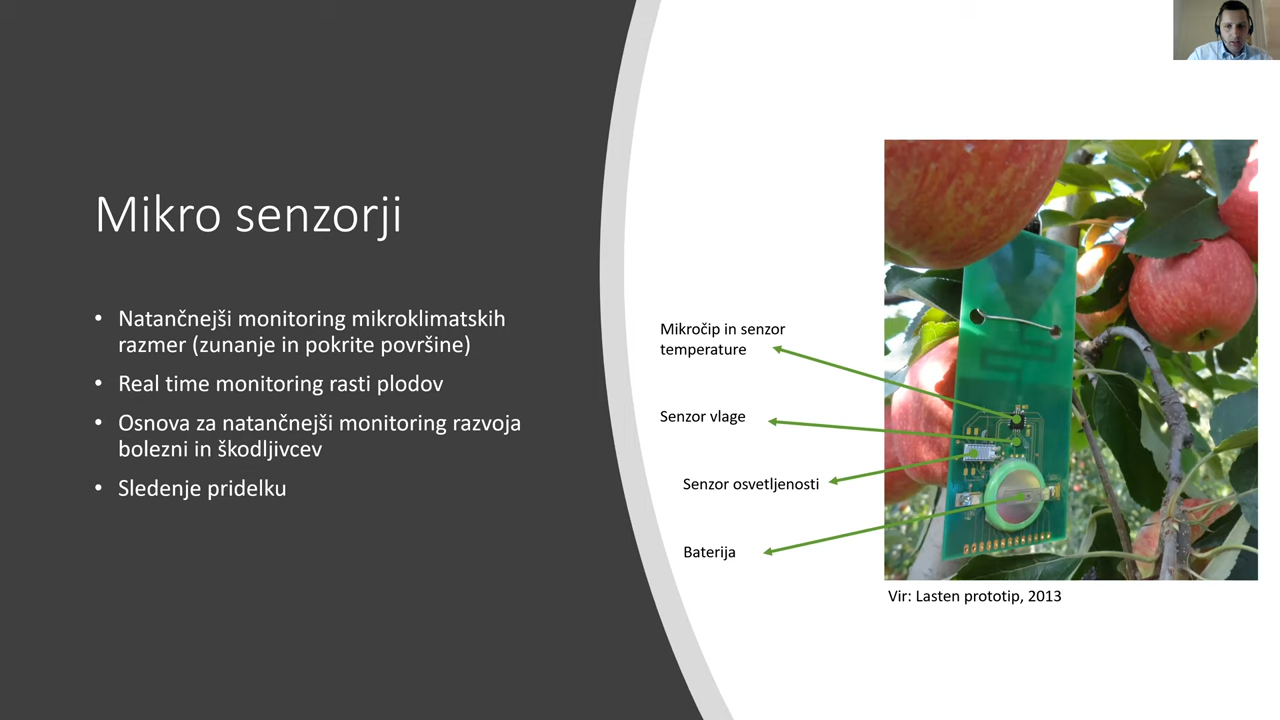 Mikro senzorji
• Natančnejši monitoring mikroklimatskih
razmer (zunanje in pokrite površine)
• Real time monitoring rasti plodov
• Osnova za natančnejši monitoring razvoja
bolezni in škodljivcev
• Sledenje pridelku
Mikročip in senzor
temperature
Senzor vlage
Senzor osvetljenosti
Baterija
Vir: Lasten prototip, 2013